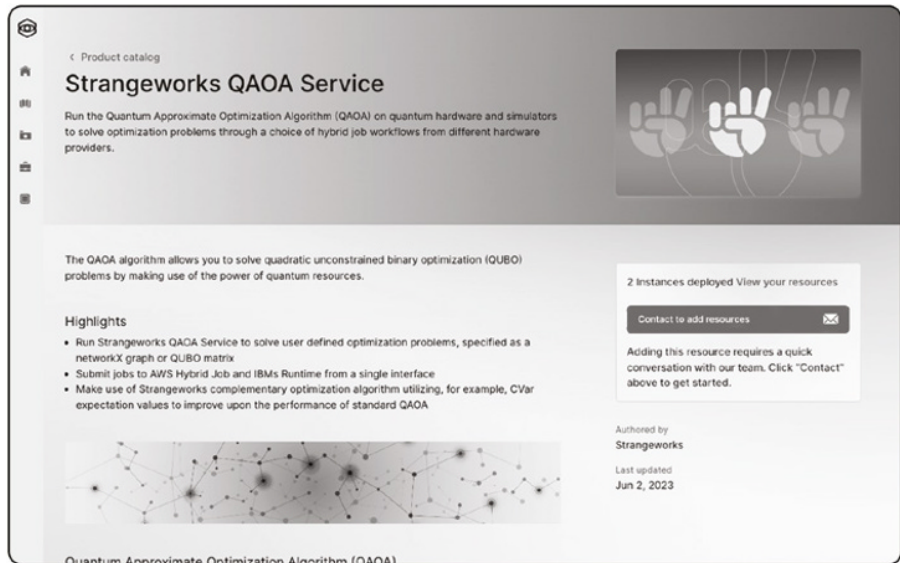 Product catalog
Strangeworks QAOA Service
Run the Quantum Approximate Optimization Algorithm (QAOA) on quantum hardware and simulators
to solve optimization problems through a choice of hybrid job workflows from different hardware
providers.
The QAOA algorithm allows you to solve quadratic unconstrained binary optimization (QUBO)
problems by making use of the power of quantum resources.
Highlights
• Run Strangeworks QAOA Service to solve user defined optimization problems, specified as a
networkX graph or QUBO matrix
• Submit jobs to AWS Hybrid Job and IBMs Runtime from a single interface
• Make use of Strangeworks complementary optimization algorithm utilizing, for example, CVar
expectation values to improve upon the performance of standard QAOA
Quantum Approximate Optimization Algorithm (QAOA)
2 Instances deployed View your resources
Contact to add resources
Adding this resource requires a quick
conversation with our team. Click "Contact"
above to get started.
Authored by
Strangeworks
Last updated
Jun 2, 2023